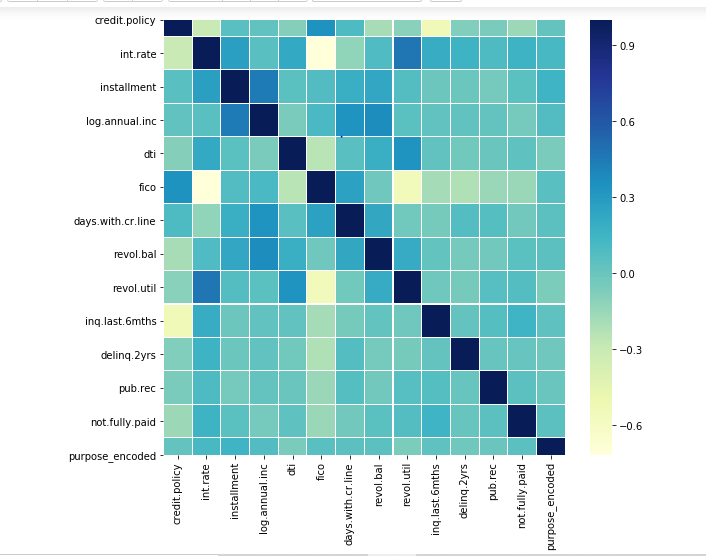 credit.policy
int.rate
installment
log.annual.inc
dti
fico
days.with.cr.line
revol.bal
revol.util
inq.last.6mths
delinq.2yrs
pub.rec
not.fully.paid
purpose_encoded
0.9
0.6
0.3
0.0
−0.3
−0.6
credit.policy
int.rate
installment
log.annual.inc
dti
fico
days.with.cr.line
revol.bal
revol.util
inq.last.6mths
delinq.2yrs
pub.rec
not.fully.paid
purpose_encoded